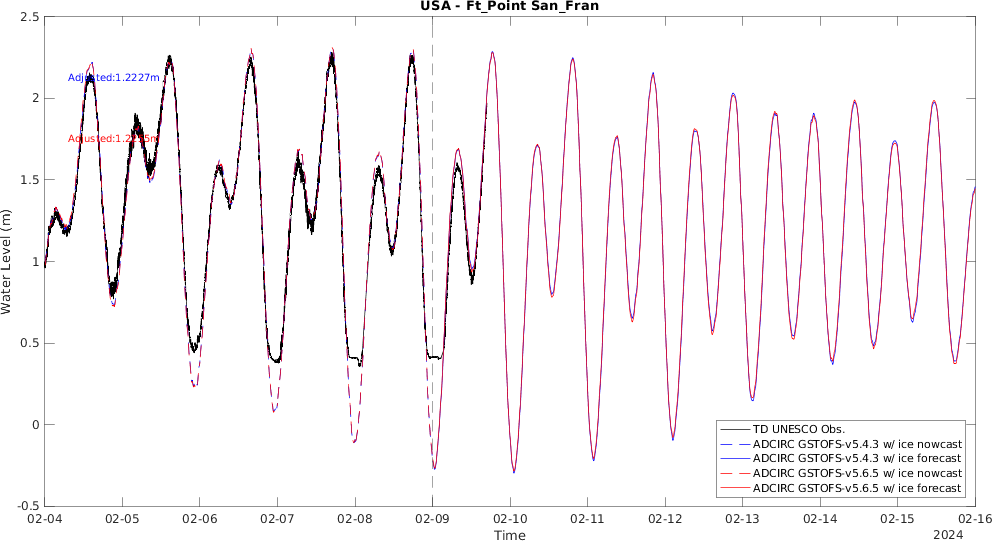 USA - Ft_Point San_Fran
2.5
2
1.5
1
0.5
0
-0.5
Water Level (m)
Adjusted:1.2227m
TD UNESCO Obs.
ADCIRC GSTOFS-v5.4.3 w/ ice nowcast
ADCIRC GSTOFS-v5.4.3 w/ ice forecast
ADCIRC GSTOFS-v5.6.5 w/ ice nowcast
ADCIRC GSTOFS-v5.6.5 w/ ice forecast
02-04 02-05 02-06 02-07 02-08 02-09 02-10 02-11 02-12 02-13 02-14 02-15 02-16
Time
2024